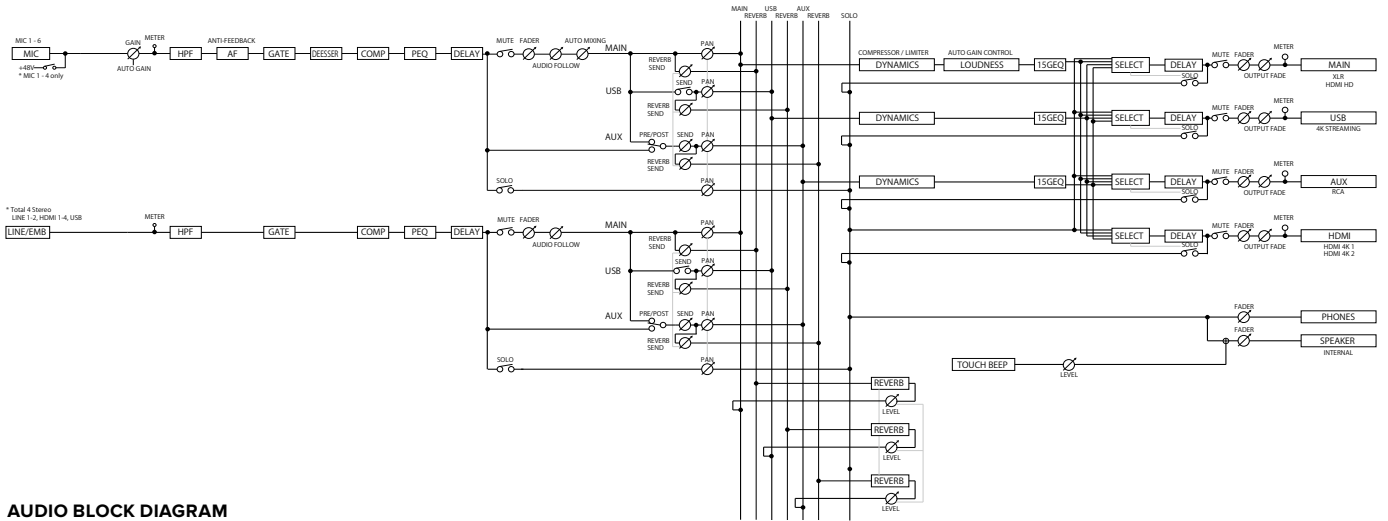 MAIN USB AUX
REVERB REVERB REVERB SOLO
MIC 1 - 6
MIC
+48V
* MIC 1 - 4 only
GAIN
AUTO GAIN
METER
HPF
ANTI-FEEDBACK
AF
GATE
DEESSER
COMP
PEQ
DELAY
MUTE FADER AUTO MIXING
AUDIO FOLLOW
MAIN
REVERB
SEND
PAN
USB
SEND
PAN
REVERB
SEND
AUX
PRE/POST SEND PAN
REVERB
SEND
SOLO
PAN
* Total 4 Stereo
LINE 1-2, HDMI 1-4, USB
LINE/EMB
METER
HPF
GATE
COMP
PEQ
DELAY
MUTE FADER
AUDIO FOLLOW
MAIN
REVERB
SEND
PAN
USB
SEND
PAN
REVERB
SEND
AUX
PRE/POST SEND PAN
REVERB
SEND
SOLO
PAN
COMPRESSOR / LIMITER
DYNAMICS
AUTO GAIN CONTROL
LOUDNESS
15GEQ
SELECT
DELAY
SOLO
MUTE FADER
OUTPUT FADE
METER
MAIN
XLR
HDMI HD
DYNAMICS
15GEQ
SELECT
DELAY
SOLO
MUTE FADER
OUTPUT FADE
METER
USB
4K STREAMING
DYNAMICS
15GEQ
SELECT
DELAY
SOLO
MUTE FADER
OUTPUT FADE
METER
AUX
RCA
SELECT
DELAY
SOLO
MUTE FADER
OUTPUT FADE
METER
HDMI
HDMI 4K 1
HDMI 4K 2
FADER
PHONES
FADER
SPEAKER
INTERNAL
TOUCH BEEP
LEVEL
REVERB
LEVEL
REVERB
LEVEL
REVERB
LEVEL
AUDIO BLOCK DIAGRAM